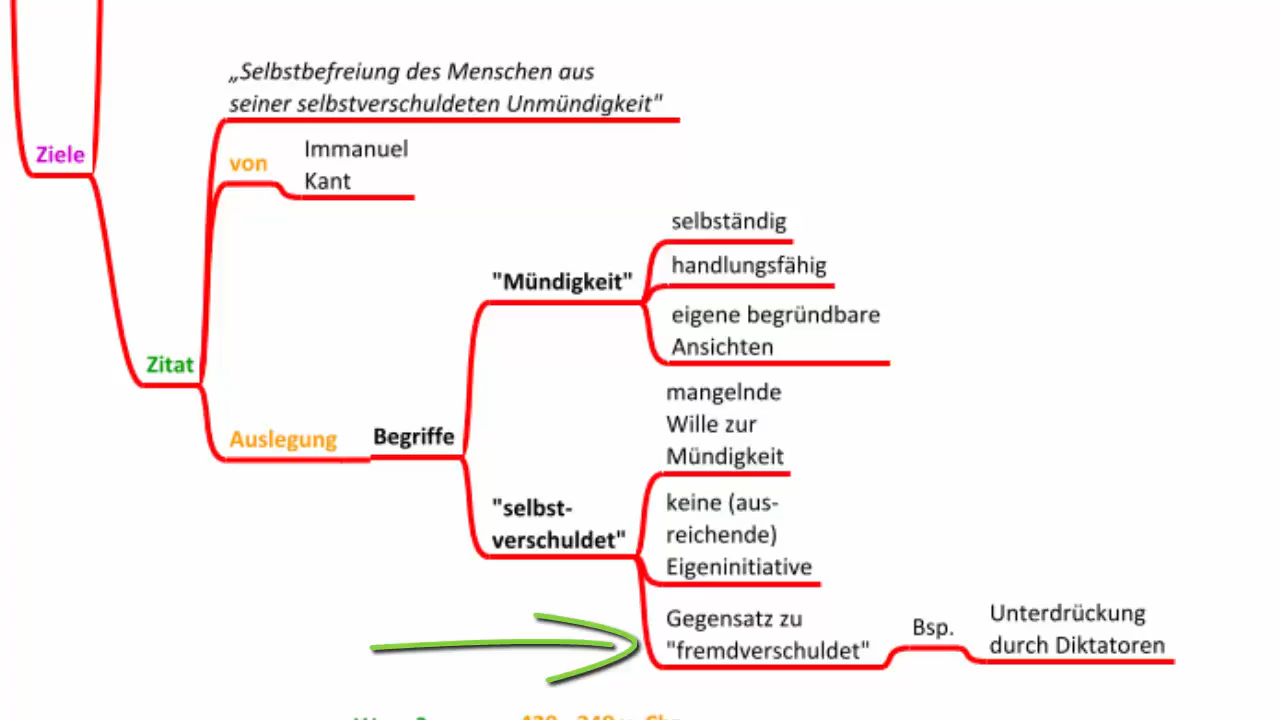 „Selbstbefreiung des Menschen aus
seiner selbstverschuldeten Unmündigkeit"
Ziele
von
Immanuel
Kant
selbständig
"Mündigkeit"
handlungsfähig
eigene begründbare
Ansichten
Zitat
Auslegung
Begriffe
mangelnde
Wille zur
Mündigkeit
"selbst-
verschuldet"
keine (aus-
reichende)
Eigeninitiative
Gegensatz zu
"fremdverschuldet"
Bsp.
Unterdrückung
durch Diktatoren